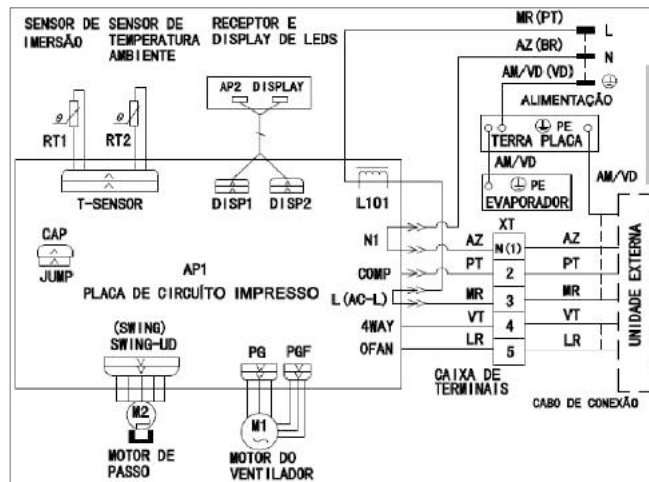 SENSOR DE
IMERSÃO
SENSOR DE
TEMPERATURA
AMBIENTE
RECEPTOR E
DISPLAY DE LEDS
MR(PT)
L
AZ(BR)
N
AM/VD(VD)
ALIMENTAÇÃO
AP2 DISPLAY
θ
RT1
θ
RT2
PE
TERRA PLACA
AM/VD
AM/VD
PE
EVAPORADOR
T-SENSOR
DISP1
DISP2
L101
XT
CAP
JUMP
N1
AZ
N(1)
AZ
AP1
COMP
PT
2
PT
PLACA DE CIRCUÍTO IMPRESSO
L(AC-L)
MR
3
MR
4WAY
VT
4
VT
OFAN
LR
5
LR
UNIDADE EXTERNA
(SWING)
SWING-UD
PG
PGF
CAIXA DE
TERMINAIS
CABO DE CONEXÃO
M2
M1
MOTOR DE
PASSO
MOTOR DO
VENTILADOR